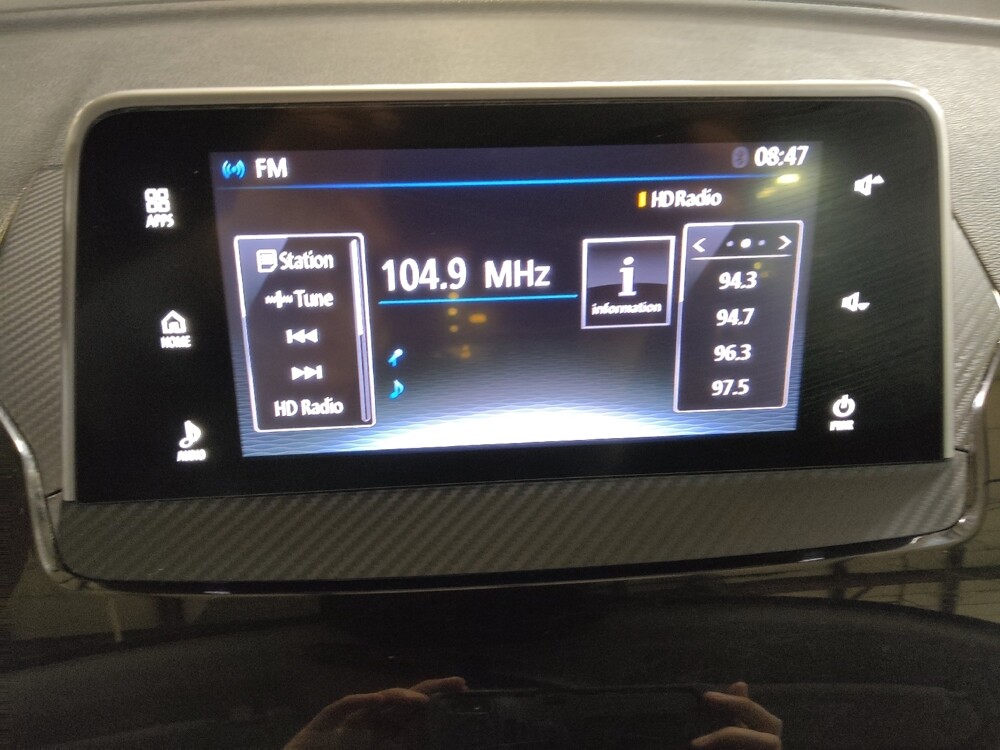 FM
08:47
APPS
HD Radio
Station
Tune
104.9 MHz
information
94.3
94.7
96.3
97.5
HOME
HD Radio
AUDIO
PWR